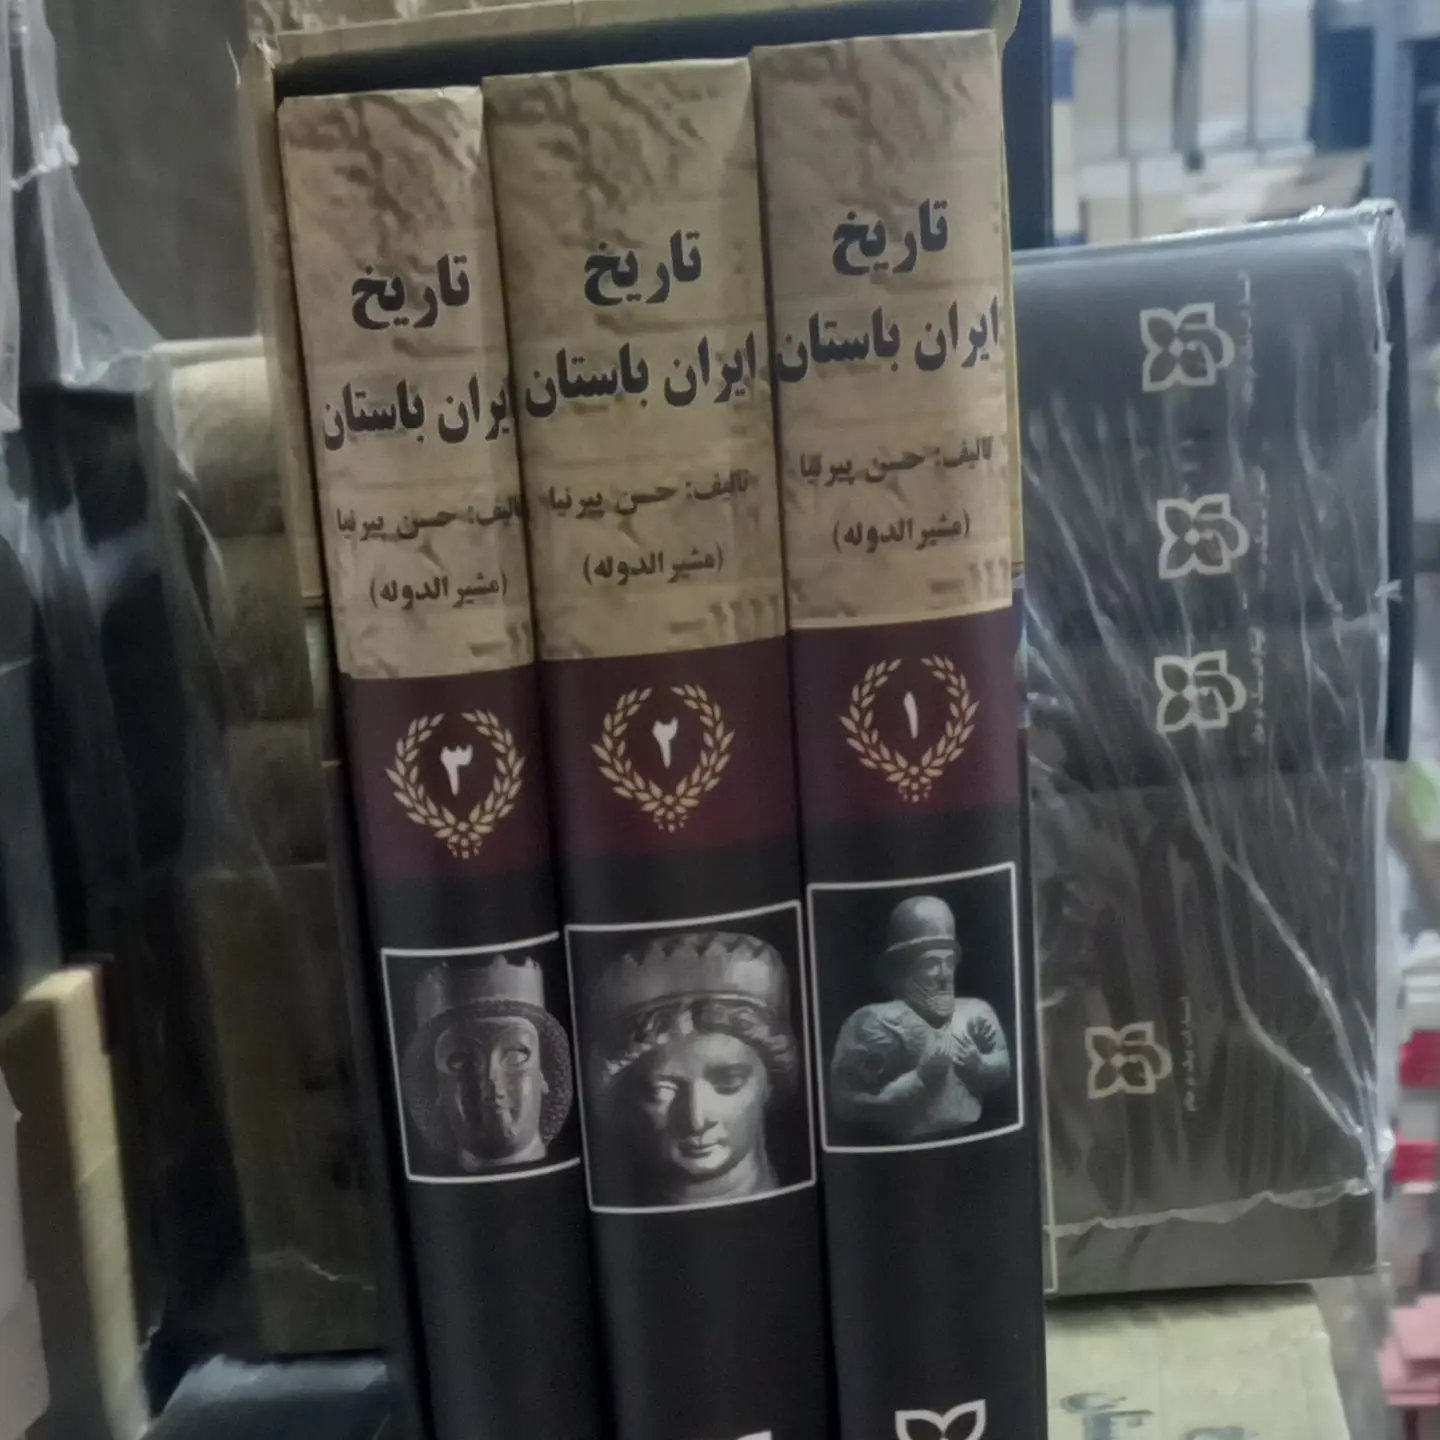 تاریخ
ایران باستان
تالیف: حسن پیرنیا
(مشیرالدوله)
۱
تاریخ
ایران باستان
تالیف: حسن پیرنیا
(مشیرالدوله)
۲
تاریخ
یران باستان
تالیف: حسن پیرنیا
(مشیرالدوله)
۳